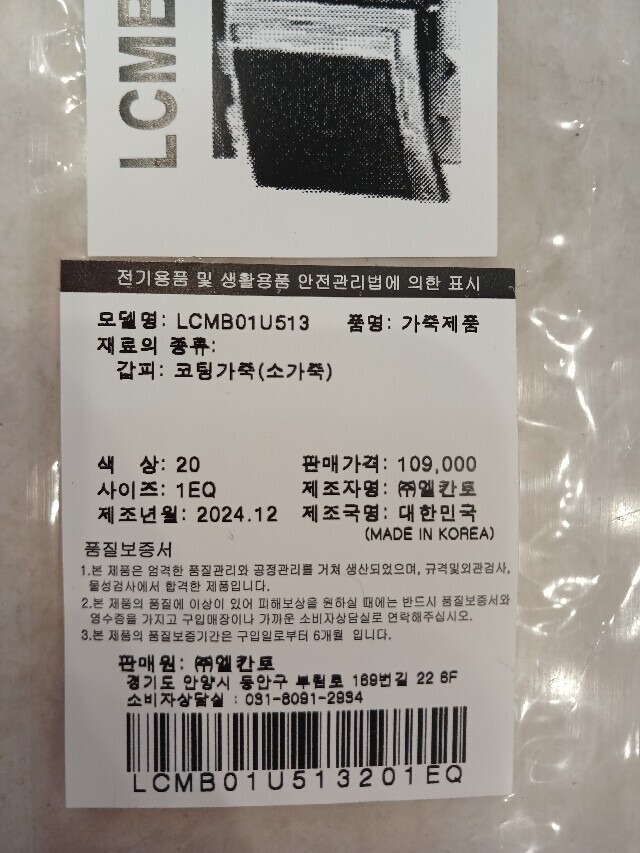 LCMB
전기용품 및 생활용품 안전관리법에 의한 표시
모델명: LCMB01U513 품명: 가죽제품
재료의 종류:
갑피: 코팅가죽(소가죽)
색 상: 20 판매가격: 109,000
사이즈: 1EQ 제조자명: ㈜엘칸토
제조년월: 2024.12 제조국명: 대한민국
(MADE IN KOREA)
품질보증서
1.본 제품은 엄격한 품질관리와 공정관리를 거쳐 생산되었으며, 규격및외관검사,
물성검사에서 합격한 제품입니다.
2.본 제품의 품질에 이상이 있어 피해보상을 원하실 때에는 반드시 품질보증서와
영수증을 가지고 구입매장이나 가까운 소비자상담실로 연락해주십시오.
3.본 제품의 품질보증기간은 구입일로부터 6개월 입니다.
판매원: ㈜엘칸토
경기도 안양시 동안구 부림로 169번길 22 6F
소비자상담실 : 031-8091-2934
LCMB01U513201EQ